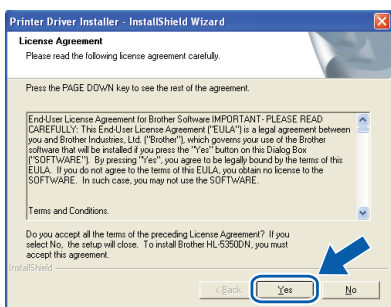 Printer Driver Installer - InstallShield Wizard
License Agreement
Please read the following license agreement carefully.
Press the PAGE DOWN key to see the rest of the agreement.
End-User License Agreement for Brother Software IMPORTANT- PLEASE READ
CAREFULLY: This End-User License Agreement ("EULA") is a legal agreement between
you and Brother Industries, Ltd. ("Brother"), which governs your use of the Brother
software that will be installed if you press the "Yes" button on this Dialog Box
("SOFTWARE"). By pressing "Yes", you agree to be legally bound by the terms of this
EULA. If you do not agree to the terms of this EULA, you obtain no license to the
SOFTWARE. In such case, you may not use the SOFTWARE.
Terms and Conditions.
Do you accept all the terms of the preceding License Agreement? If you
select No, the setup will close. To install Brother HL-5350DN, you must
accept this agreement.
InstallShield
< Back Yes No